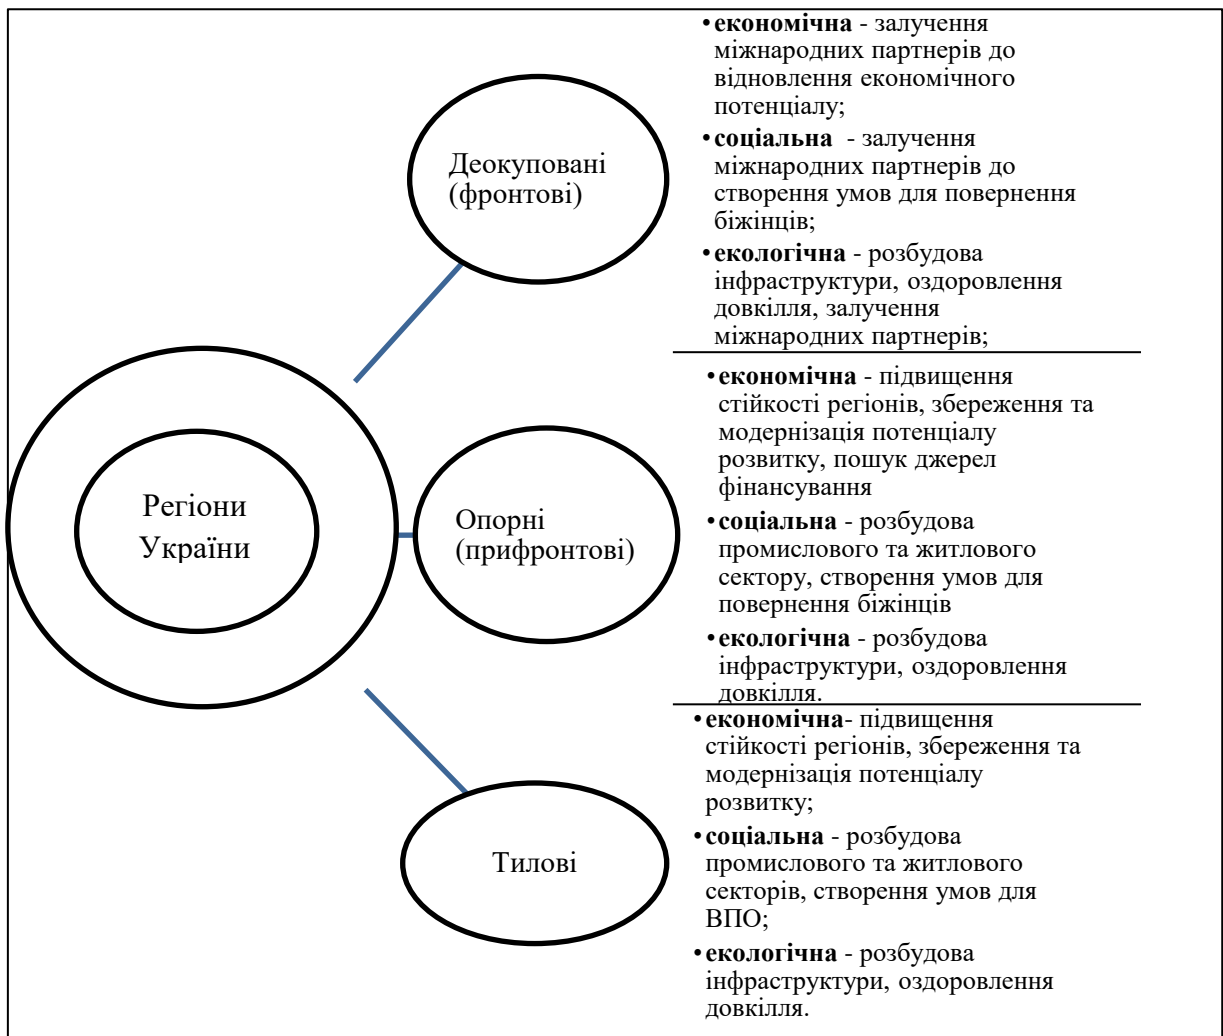 Регіони
України
Деокуповані
(фронтові)
•економічна - залучення
міжнародних партнерів до
відновлення економічного
потенціалу;
•соціальна - залучення
міжнародних партнерів до
створення умов для повернення
біжінців;
•екологічна - розбудова
інфраструктури, оздоровлення
довкілля, залучення
міжнародних партнерів;
Опорні
(прифронтові)
•економічна - підвищення
стійкості регіонів, збереження та
модернізація потенціалу
розвитку, пошук джерел
фінансування
•соціальна - розбудова
промислового та житлового
сектору, створення умов для
повернення біжінців
•екологічна - розбудова
інфраструктури, оздоровлення
довкілля.
Тилові
•економічна- підвищення
стійкості регіонів, збереження та
модернізація потенціалу
розвитку;
•соціальна - розбудова
промислового та житлового
секторів, створення умов для
ВПО;
•екологічна - розбудова
інфраструктури, оздоровлення
довкілля.